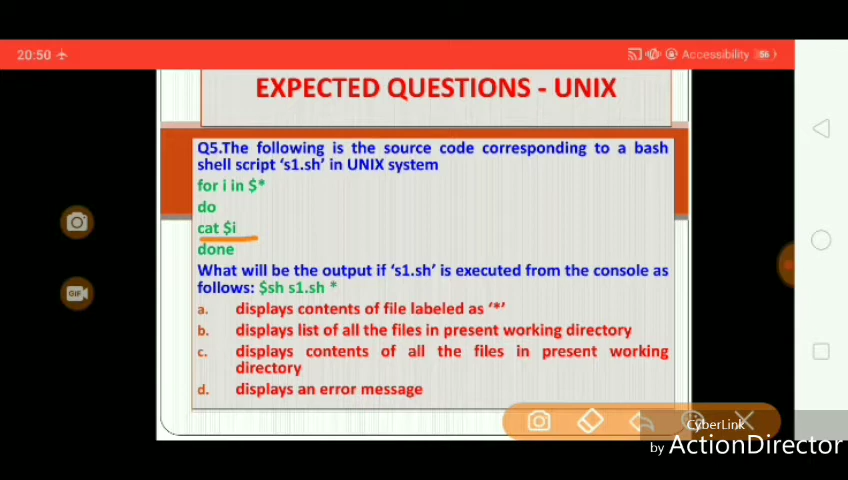 20:50
Accessibility 56
EXPECTED QUESTIONS - UNIX
Q5.The following is the source code corresponding to a bash
shell script ‘s1.sh’ in UNIX system
for i in $*
do
cat $i
done
What will be the output if ‘s1.sh’ is executed from the console as
follows: $sh s1.sh *
a. displays contents of file labeled as ‘*’
b. displays list of all the files in present working directory
c. displays contents of all the files in present working
directory
d. displays an error message
GIF
CyberLink
by ActionDirector